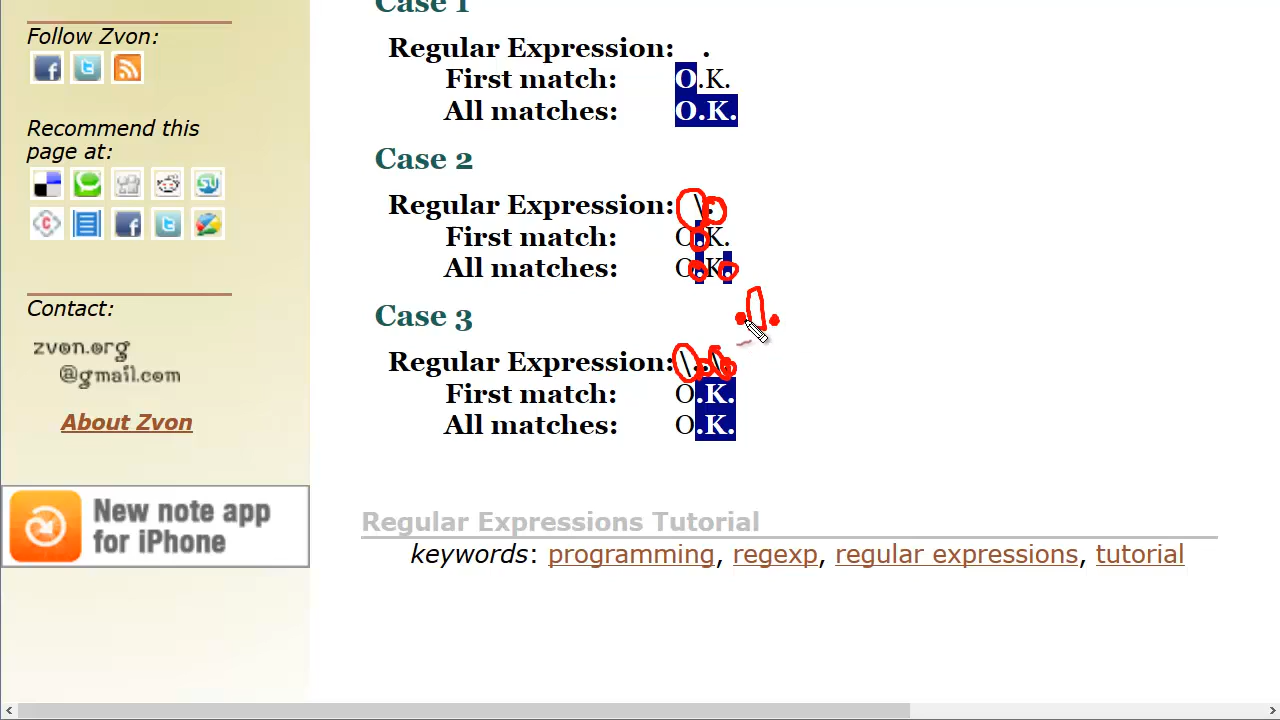 Case 1
Follow Zvon:
Regular Expression: .
First match: O.K.
All matches: O.K.
Recommend this
page at:
Case 2
Regular Expression: \.
First match: O.K.
All matches: O.K.
Contact:
Case 3
zvon.org
@gmail.com
Regular Expression: \..\.
First match: O.K.
All matches: O.K.
About Zvon
New note app
for iPhone
Regular Expressions Tutorial
keywords: programming, regexp, regular expressions, tutorial